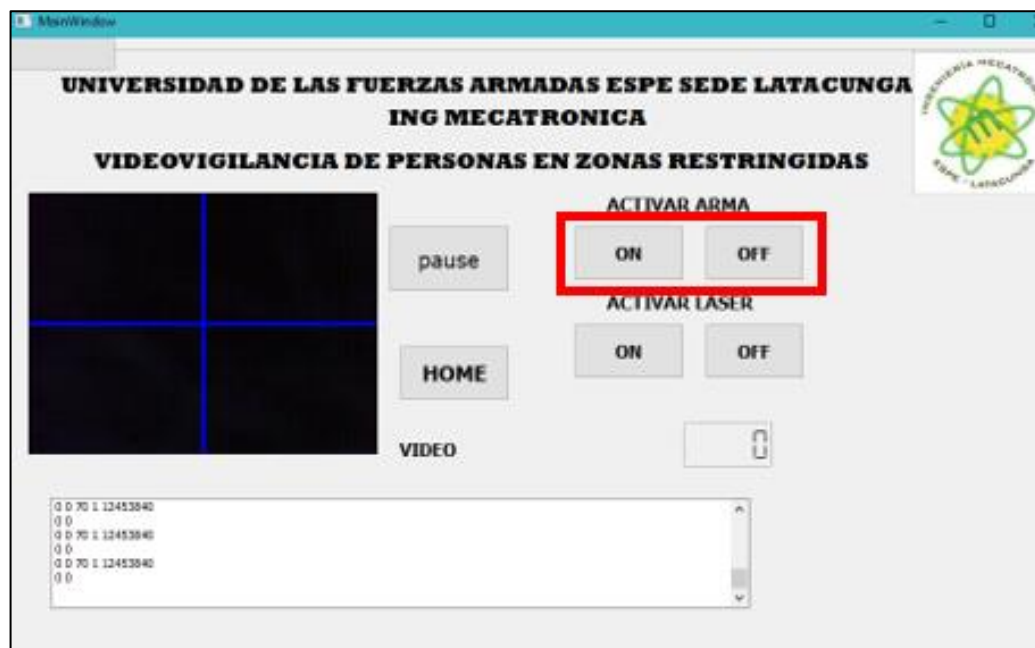 MainWindow
UNIVERSIDAD DE LAS FUERZAS ARMADAS ESPE SEDE LATACUNGA
ING MECATRONICA
VIDEOVIGILANCIA DE PERSONAS EN ZONAS RESTRINGIDAS
ACTIVAR ARMA
pause
ON OFF
ACTIVAR LASER
ON OFF
HOME
VIDEO
0
0 0 70 1 12453840
0 0
0 0 70 1 12453840
0 0
0 0 70 1 12453840
0 0
ESPE - LATACUNGA